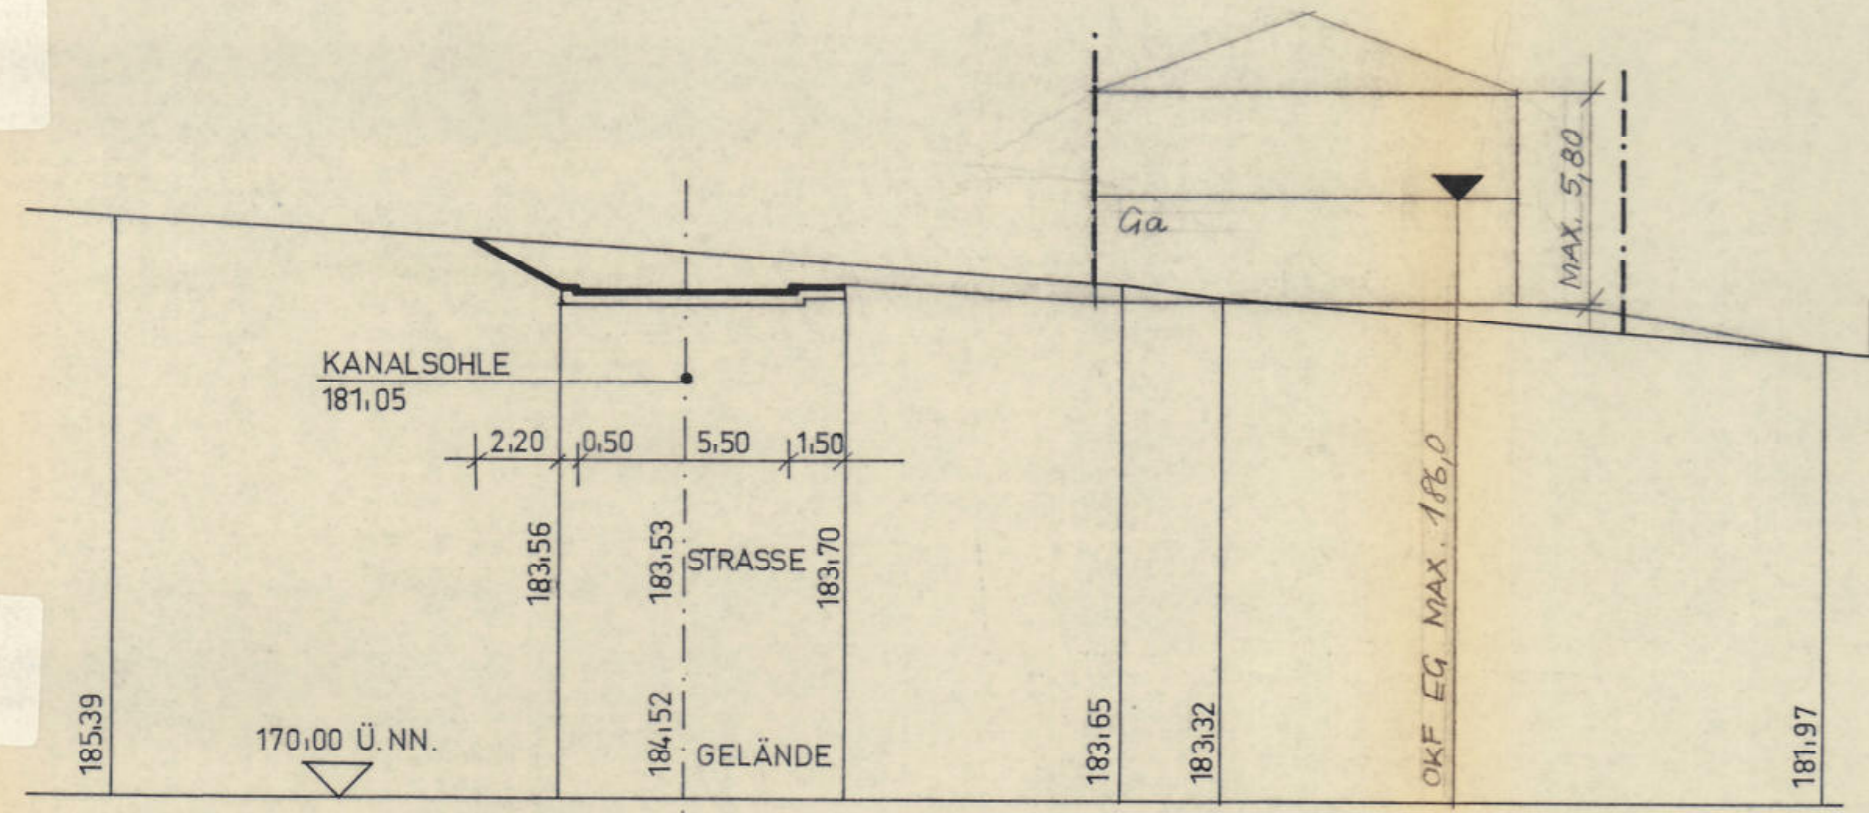 Ga
MAX. 5,80
KANALSOHLE
181,05
2,20 0,50 5,50 1,50
183,56
183,53
STRASSE
183,70
OKF EG MAX. 186,0
185,39
170,00 Ü. NN.
184,52
GELÄNDE
183,65
183,32
181,97